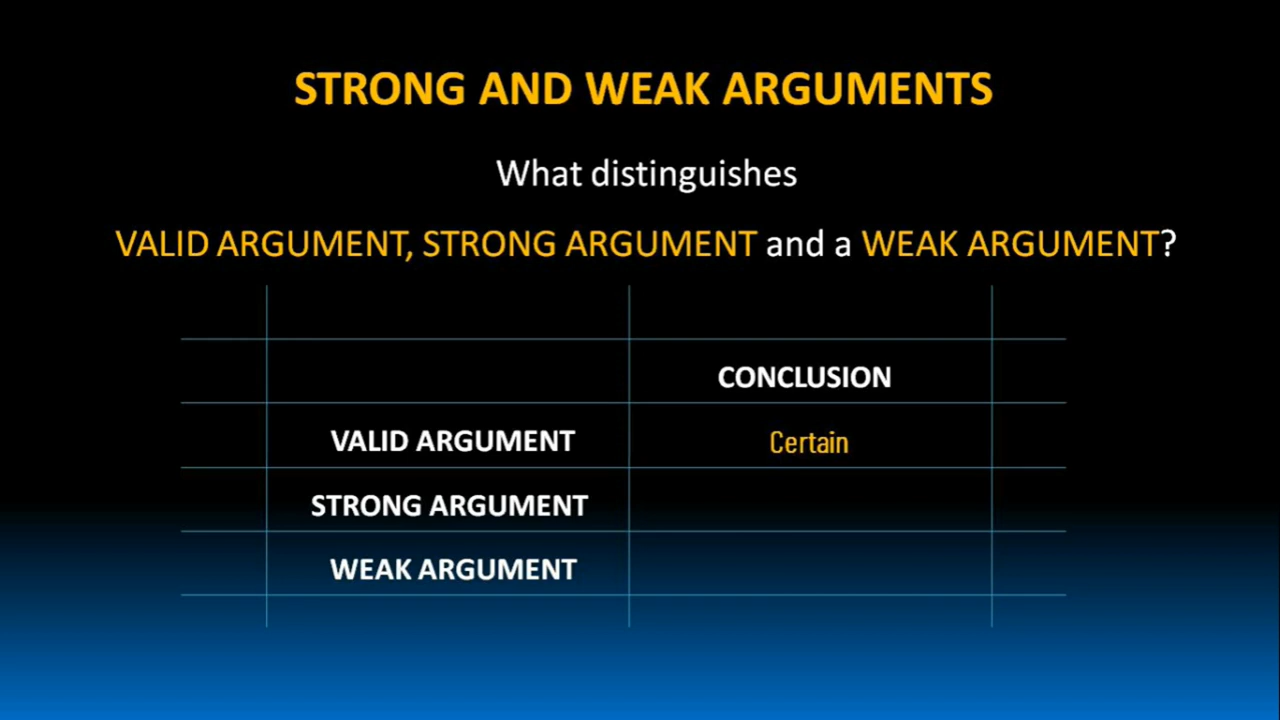 STRONG AND WEAK ARGUMENTS
What distinguishes
VALID ARGUMENT, STRONG ARGUMENT and a WEAK ARGUMENT?
CONCLUSION
VALID ARGUMENT Certain
STRONG ARGUMENT
WEAK ARGUMENT